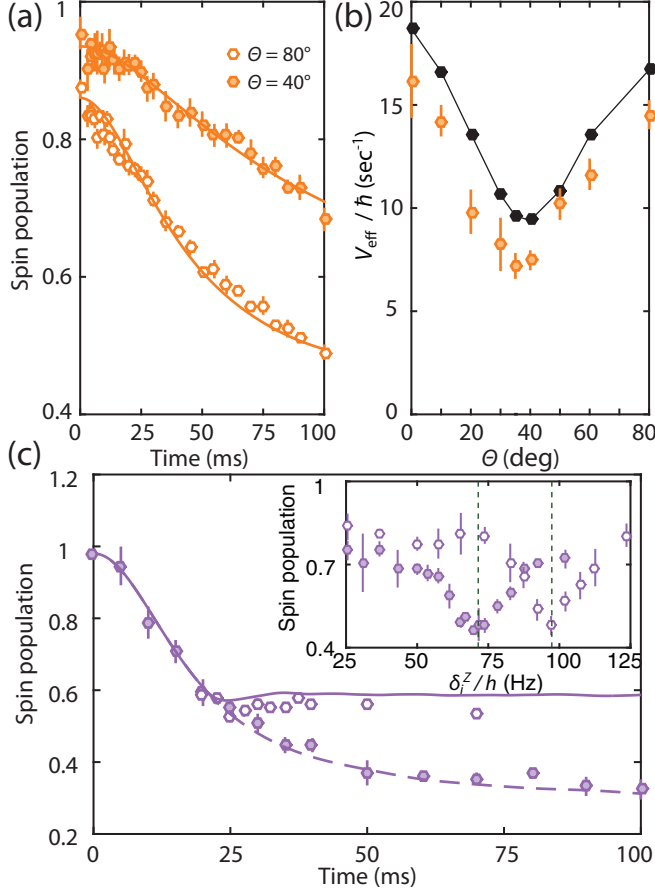 (a)
Spin population
1
0.8
0.6
0.4
0
25
50
75
100
Time (ms)
Θ = 80°
Θ = 40°
(b)
V_eff / ħ (sec⁻¹)
20
15
10
5
0
0
20
40
60
80
Θ (deg)
(c)
Spin population
1.2
1
0.8
0.6
0.4
0.2
0
25
50
75
100
Time (ms)
Spin population
1
0.7
0.4
25
50
75
100
125
δ_i^Z/h (Hz)